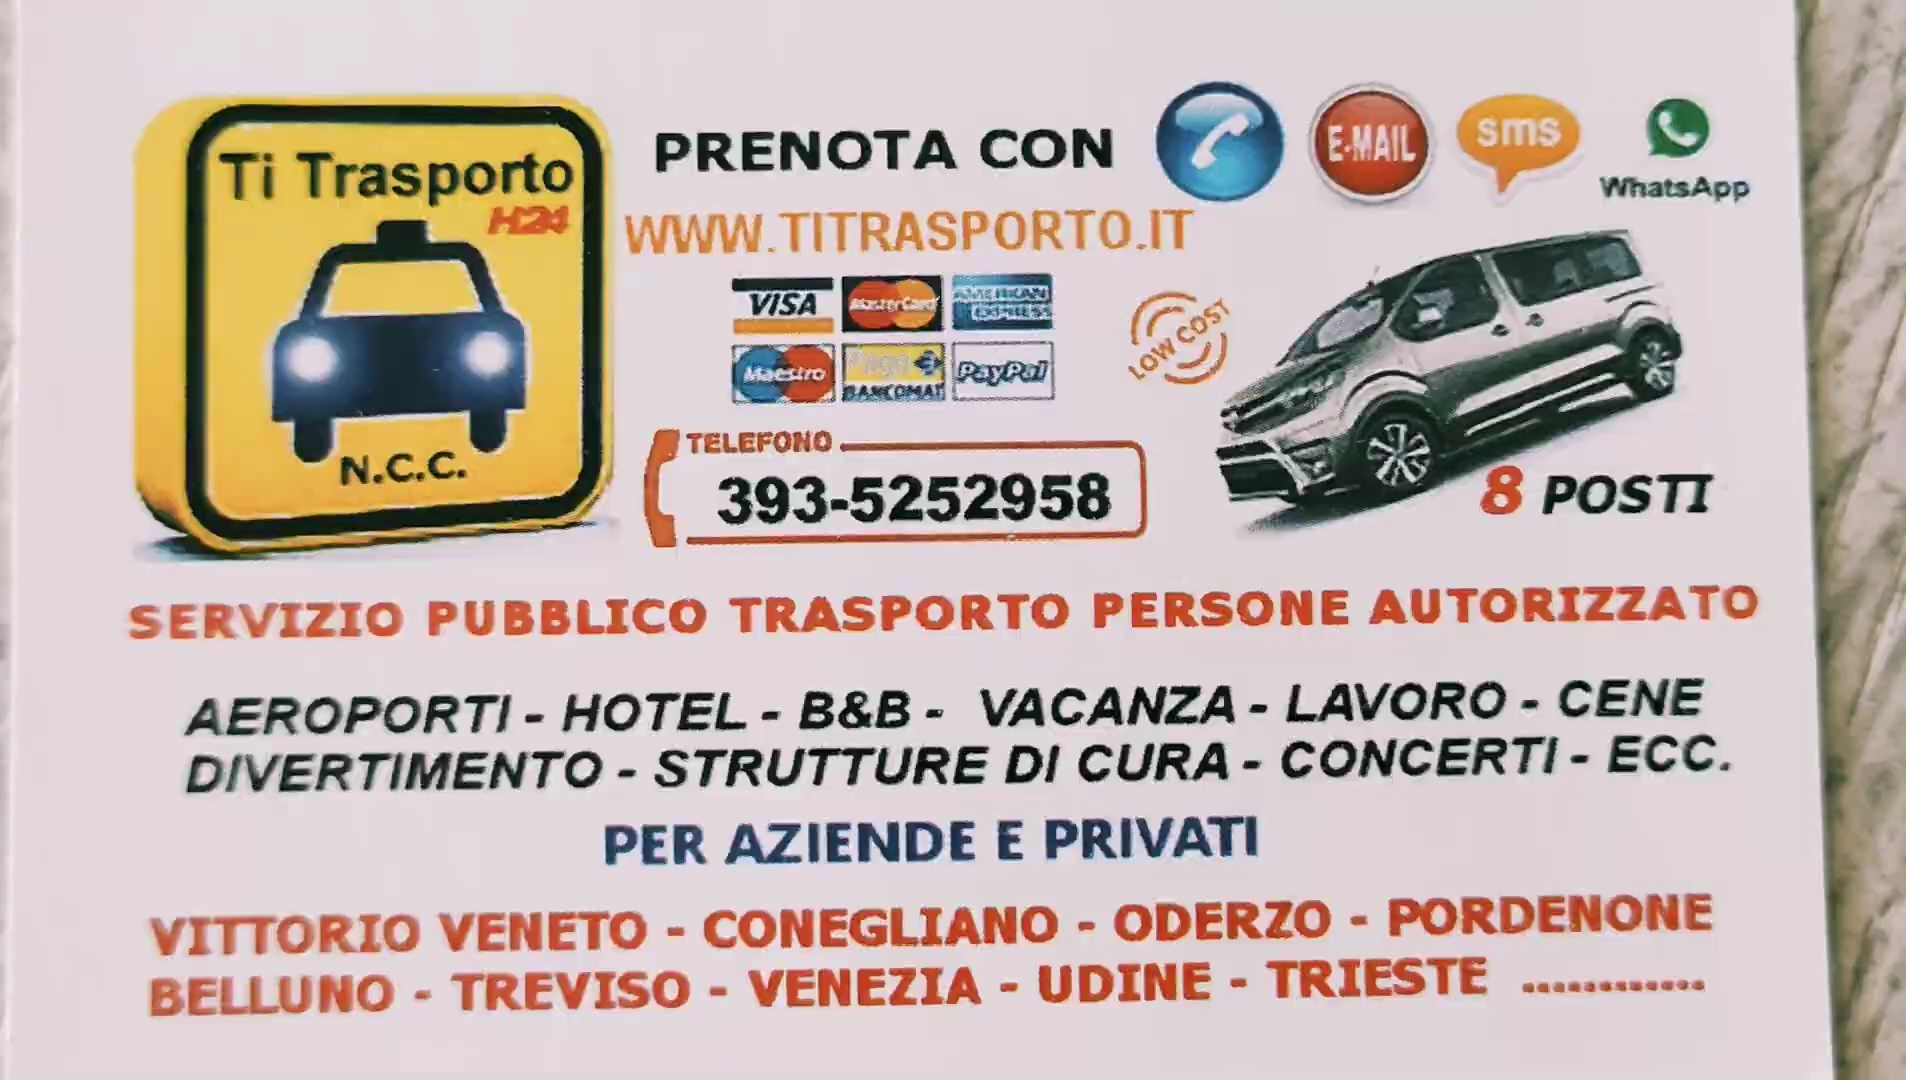 Ti Trasporto
H24
N.C.C.
PRENOTA CON
E-MAIL
sms
WhatsApp
WWW.TITRASPORTO.IT
VISA
MasterCard
AMERICAN EXPRESS
Maestro
Pago
BANCOMAT
PayPal
LOW COST
TELEFONO
393-5252958
8 POSTI
SERVIZIO PUBBLICO TRASPORTO PERSONE AUTORIZZATO
AEROPORTI - HOTEL - B&B - VACANZA - LAVORO - CENE
DIVERTIMENTO - STRUTTURE DI CURA - CONCERTI - ECC.
PER AZIENDE E PRIVATI
VITTORIO VENETO - CONEGLIANO - ODERZO - PORDENONE
BELLUNO - TREVISO - VENEZIA - UDINE - TRIESTE ............